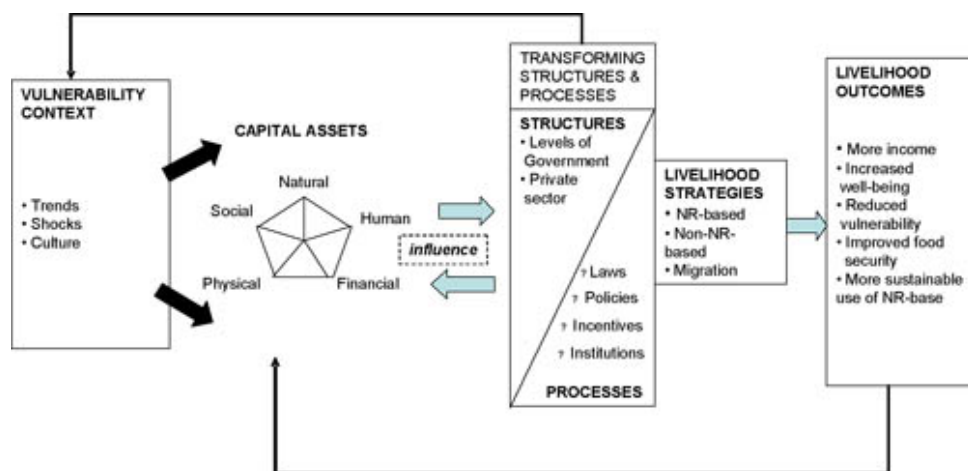 VULNERABILITY
CONTEXT
• Trends
• Shocks
• Culture
CAPITAL ASSETS
Natural
Social
Human
Physical
Financial
influence
TRANSFORMING
STRUCTURES &
PROCESSES
STRUCTURES
• Levels of
Government
• Private
sector
? Laws
? Policies
? Incentives
? Institutions
PROCESSES
LIVELIHOOD
STRATEGIES
• NR-based
• Non-NR-
based
• Migration
LIVELIHOOD
OUTCOMES
• More income
• Increased
well-being
• Reduced
vulnerability
• Improved food
security
• More sustainable
use of NR-base